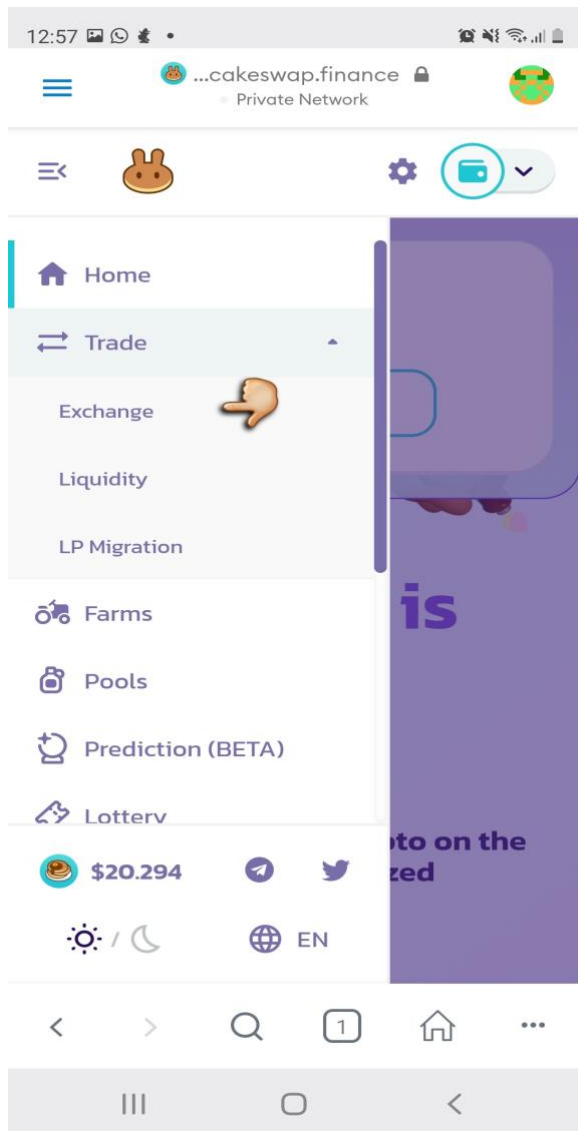 12:57
...cakeswap.finance
Private Network
Home
Trade
Exchange
Liquidity
LP Migration
Farms
is
Pools
Prediction (BETA)
Lottery
pto on the
$20.294
zed
/
EN
1